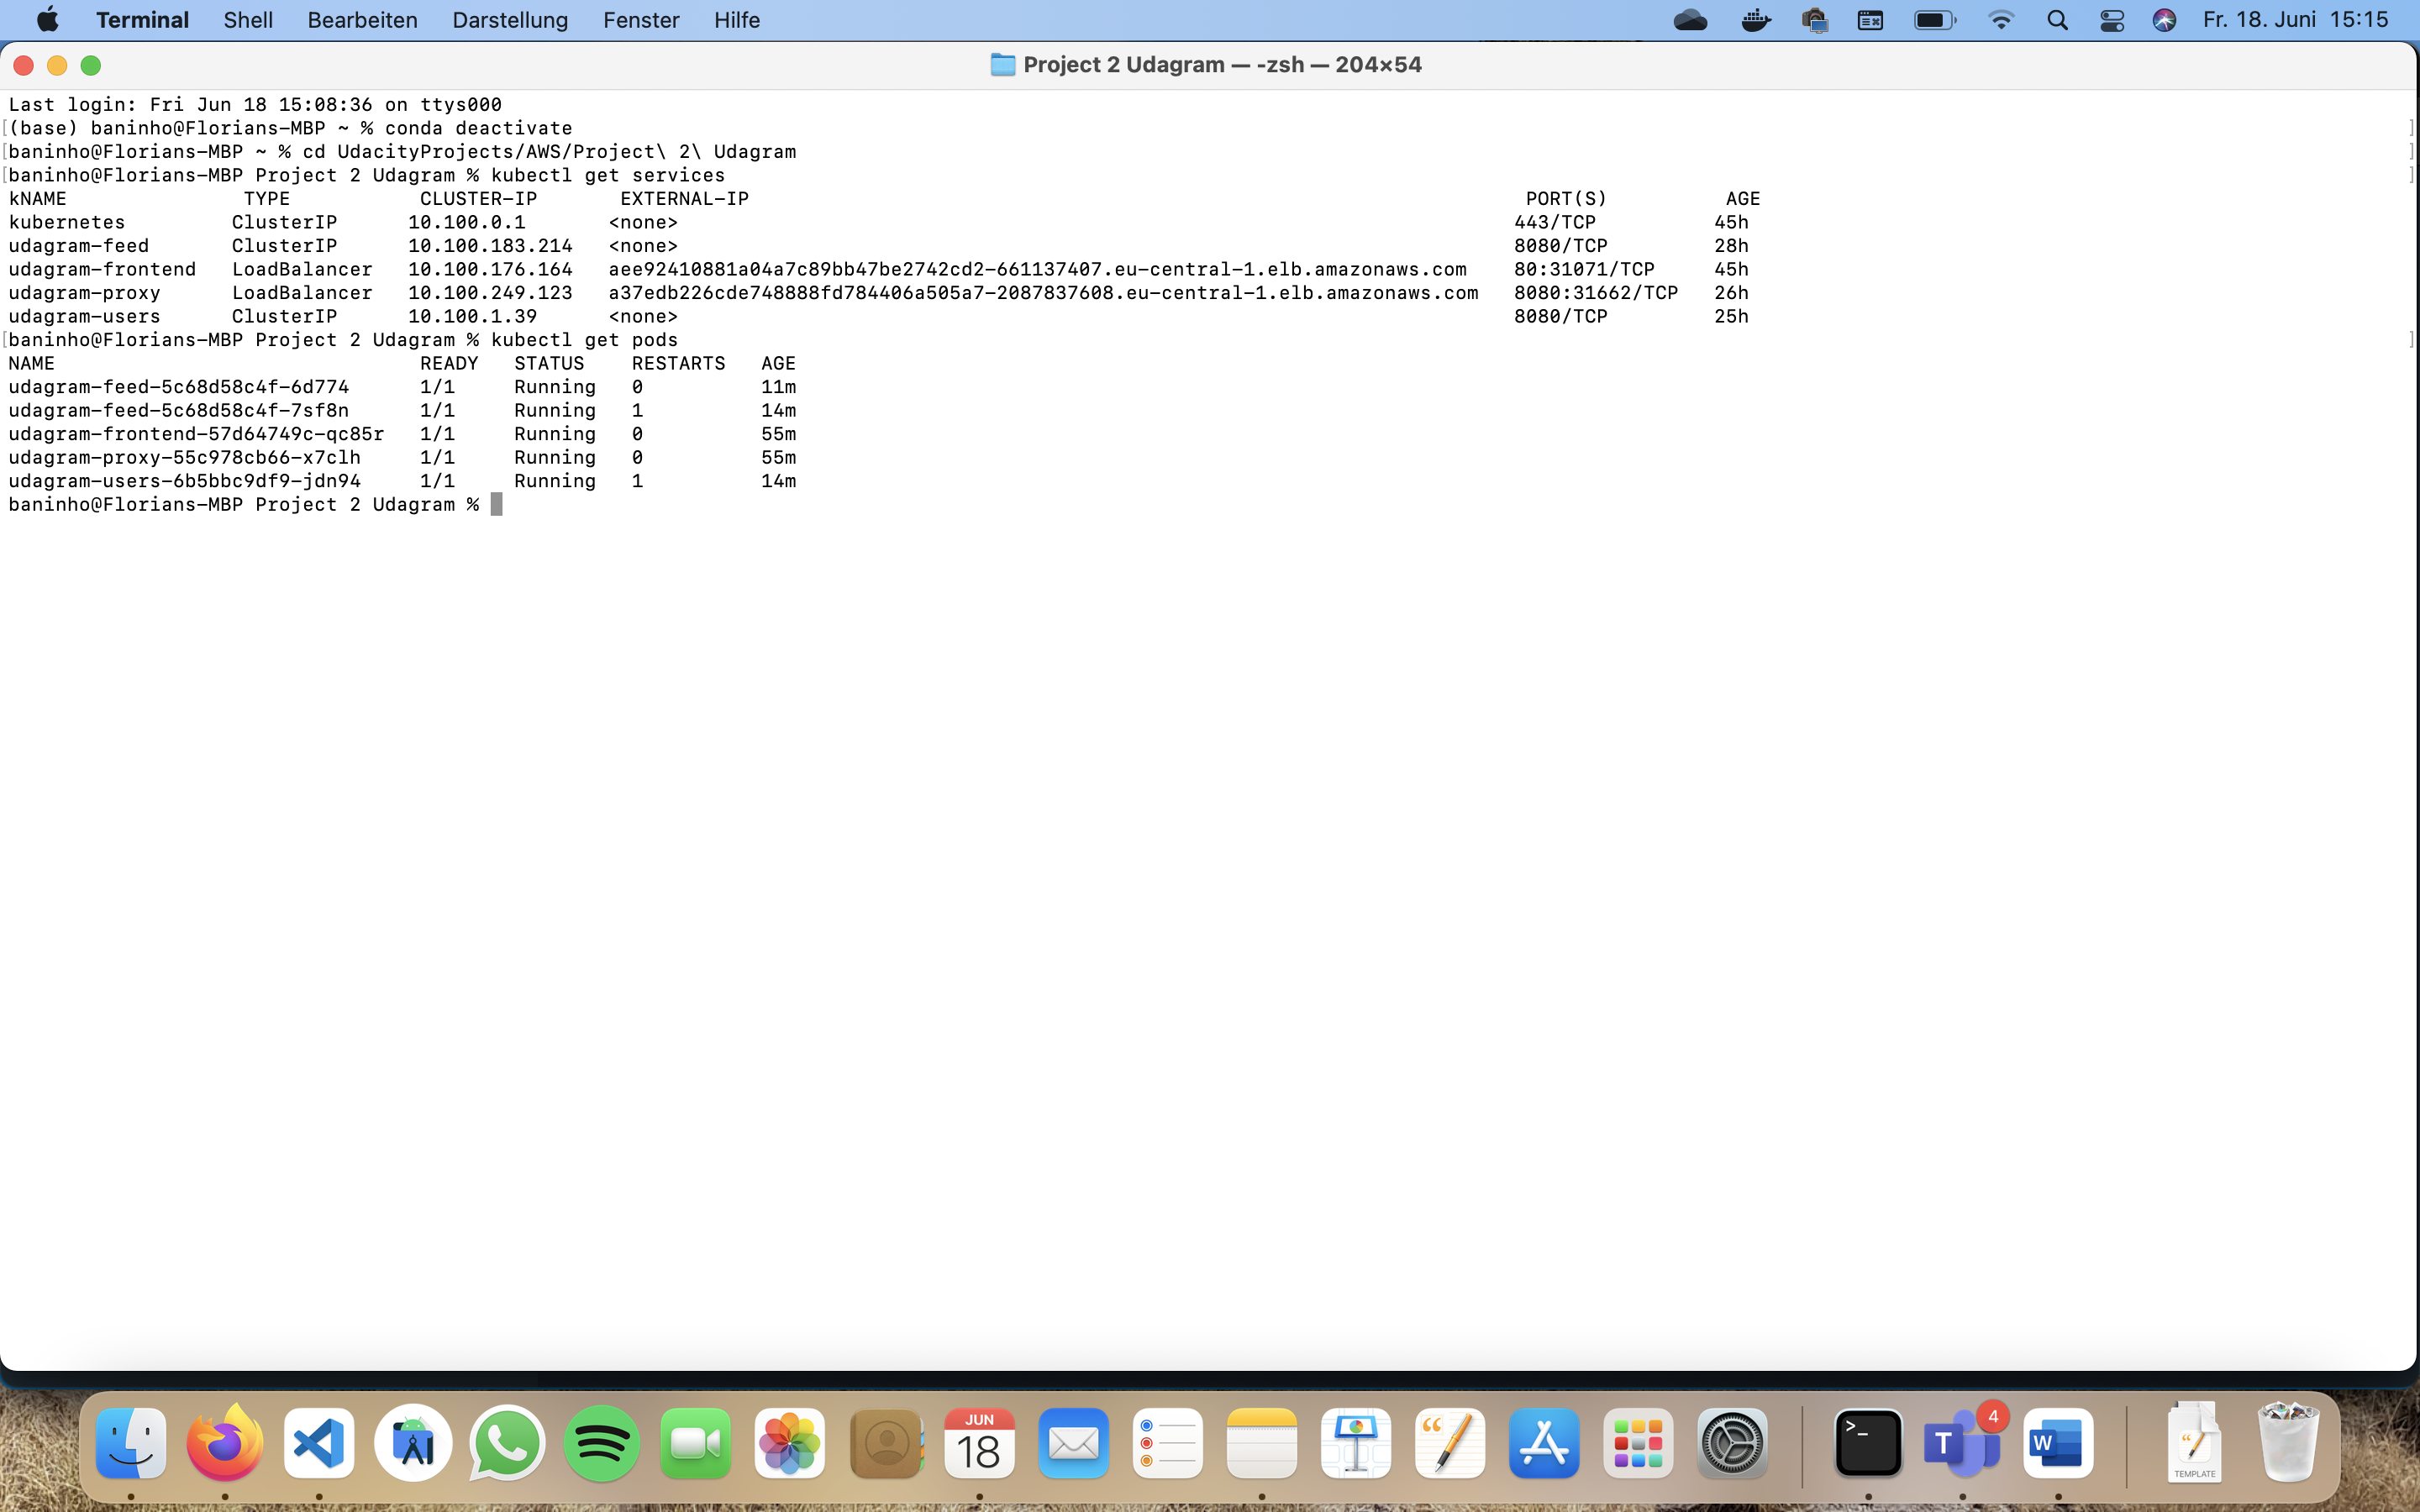 Terminal Shell Bearbeiten Darstellung Fenster Hilfe Fr. 18. Juni 15:15
Project 2 Udagram — -zsh — 204×54
Last login: Fri Jun 18 15:08:36 on ttys000
[(base) baninho@Florians-MBP ~ % conda deactivate ]
[baninho@Florians-MBP ~ % cd UdacityProjects/AWS/Project\ 2\ Udagram ]
[baninho@Florians-MBP Project 2 Udagram % kubectl get services ]
kNAME TYPE CLUSTER-IP EXTERNAL-IP PORT(S) AGE
kubernetes ClusterIP 10.100.0.1 <none> 443/TCP 45h
udagram-feed ClusterIP 10.100.183.214 <none> 8080/TCP 28h
udagram-frontend LoadBalancer 10.100.176.164 aee92410881a04a7c89bb47be2742cd2-661137407.eu-central-1.elb.amazonaws.com 80:31071/TCP 45h
udagram-proxy LoadBalancer 10.100.249.123 a37edb226cde748888fd784406a505a7-2087837608.eu-central-1.elb.amazonaws.com 8080:31662/TCP 26h
udagram-users ClusterIP 10.100.1.39 <none> 8080/TCP 25h
[baninho@Florians-MBP Project 2 Udagram % kubectl get pods ]
NAME READY STATUS RESTARTS AGE
udagram-feed-5c68d58c4f-6d774 1/1 Running 0 11m
udagram-feed-5c68d58c4f-7sf8n 1/1 Running 1 14m
udagram-frontend-57d64749c-qc85r 1/1 Running 0 55m
udagram-proxy-55c978cb66-x7clh 1/1 Running 0 55m
udagram-users-6b5bbc9df9-jdn94 1/1 Running 1 14m
baninho@Florians-MBP Project 2 Udagram %
JUN
18
>_
T
4
W
TEMPLATE